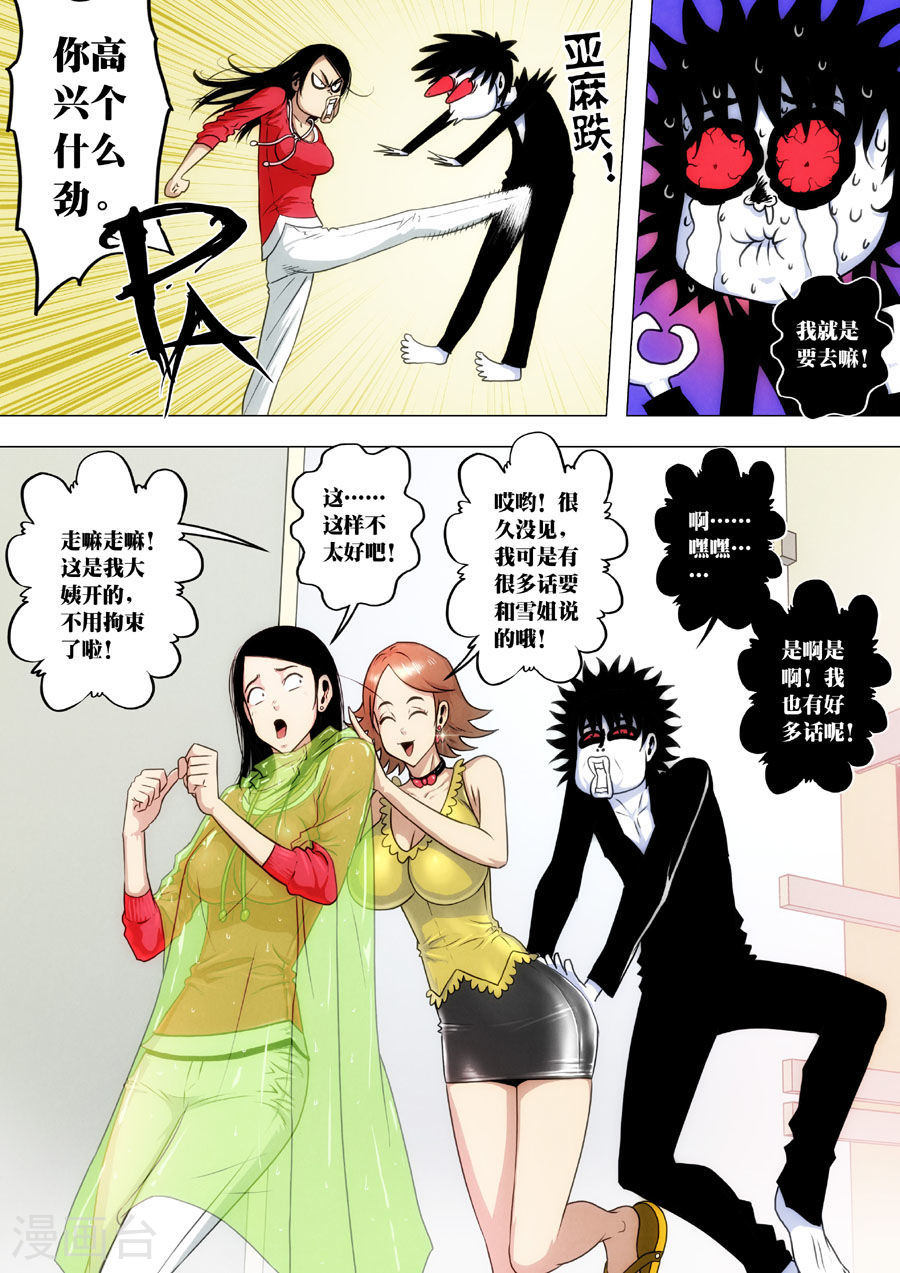 你高
兴个
什么
劲。
PA
亚麻跌！
我就是
要去嘛！
走嘛走嘛！
这是我大
姨开的，
不用拘束
了啦！
这……
这样不
太好吧！
哎哟！很
久没见，
我可是有
很多话要
和雪姐说
的哦！
啊……
嘿嘿…
……
是啊是
啊！我
也有好
多话呢！
漫画台